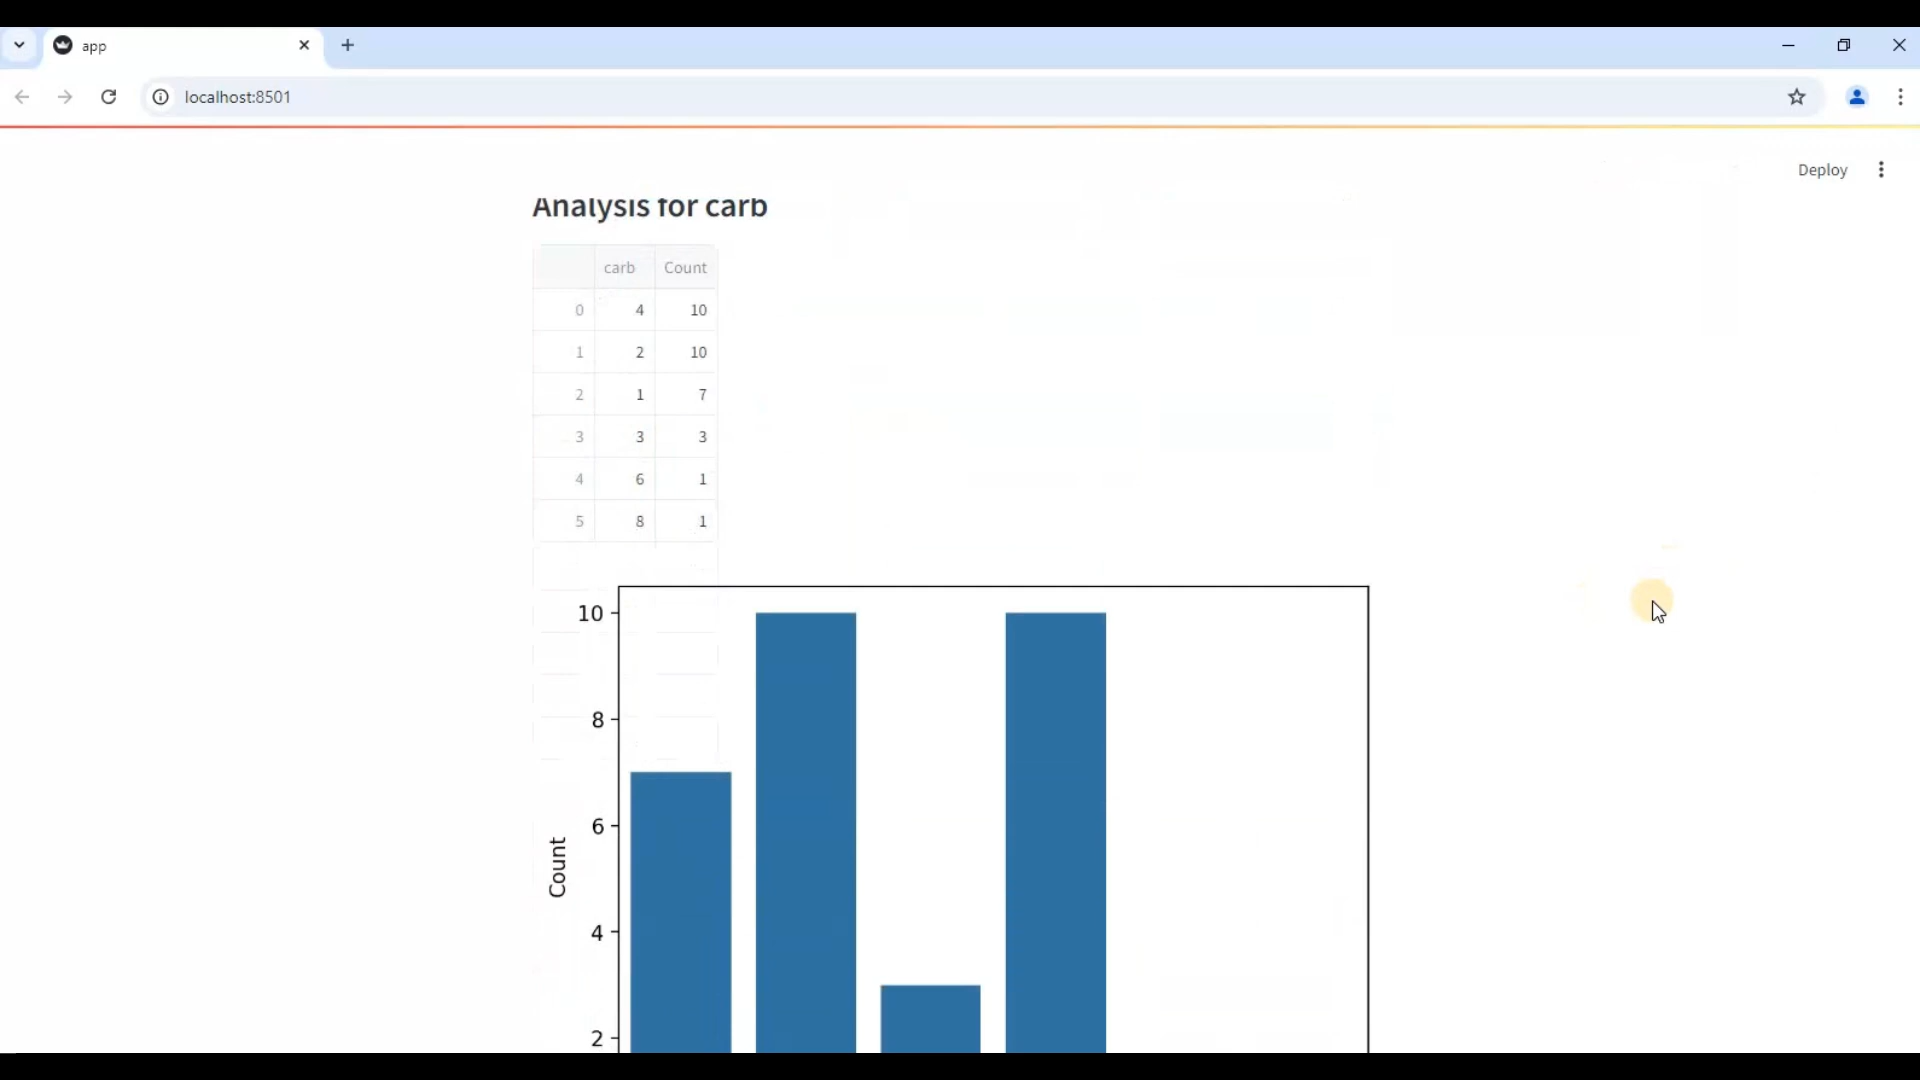 app
localhost:8501
Deploy
Analysis for carb
carb Count
0 4 10
1 2 10
2 1 7
3 3 3
4 6 1
5 8 1
10
8
6
Count
4
2